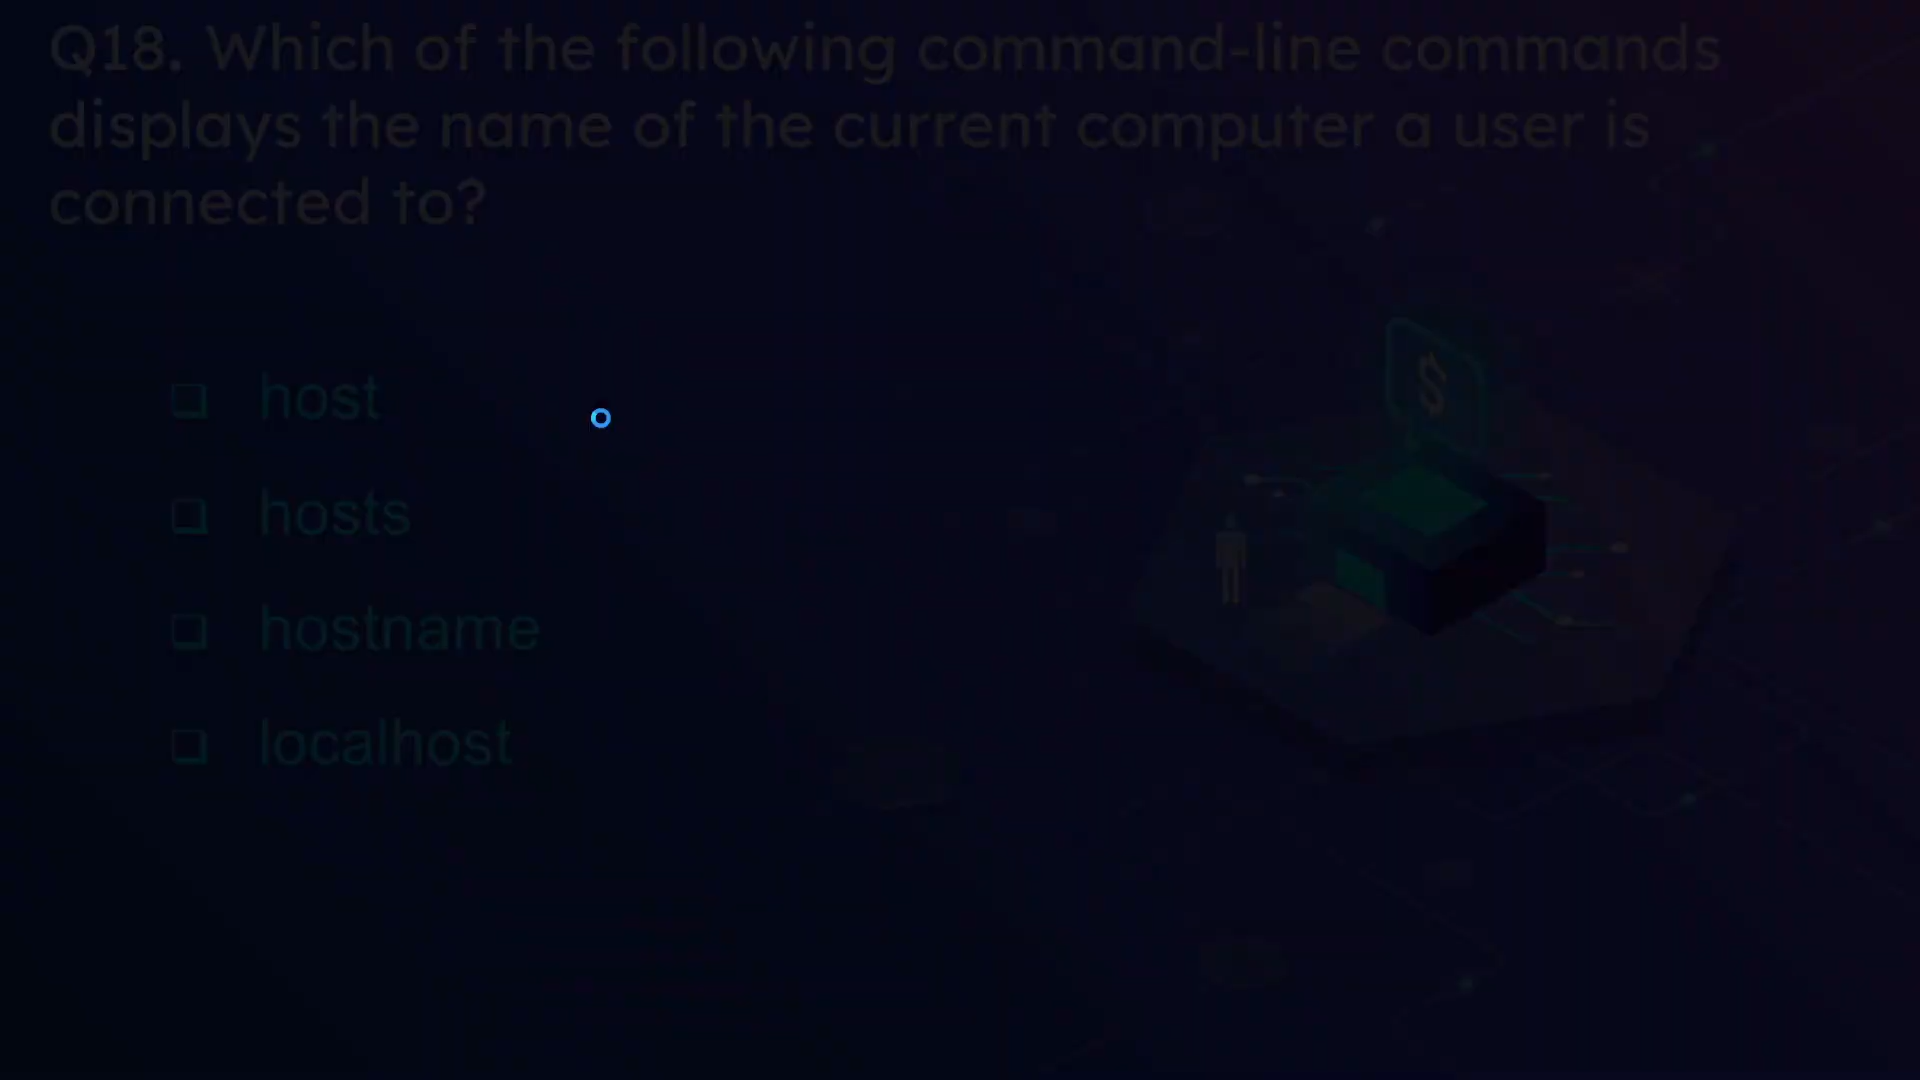 Q18. Which of the following command-line commands
displays the name of the current computer a user is
connected to?
host
hosts
hostname
localhost
$